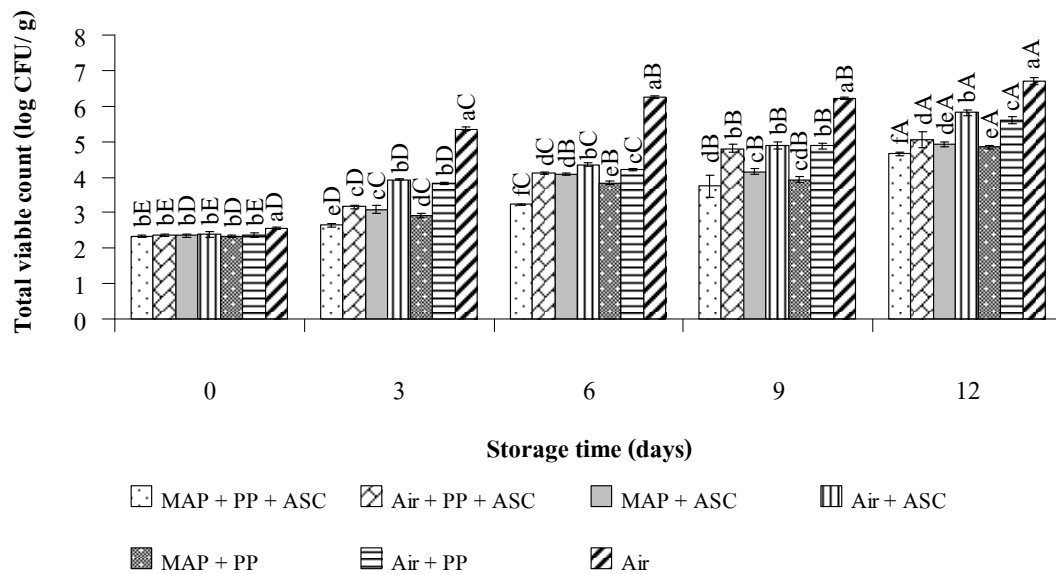 Total viable count (log CFU/ g)
8
7
6
5
4
3
2
1
0
bE bE bD bE bD bE aD
eD cD cC bD dC bD aC
fC dC dB bC eB cC aB
dB bB cB bB cdB bB aB
fA dA deA bA eA cA aA
0 3 6 9 12
Storage time (days)
MAP + PP + ASC Air + PP + ASC MAP + ASC Air + ASC
MAP + PP Air + PP Air